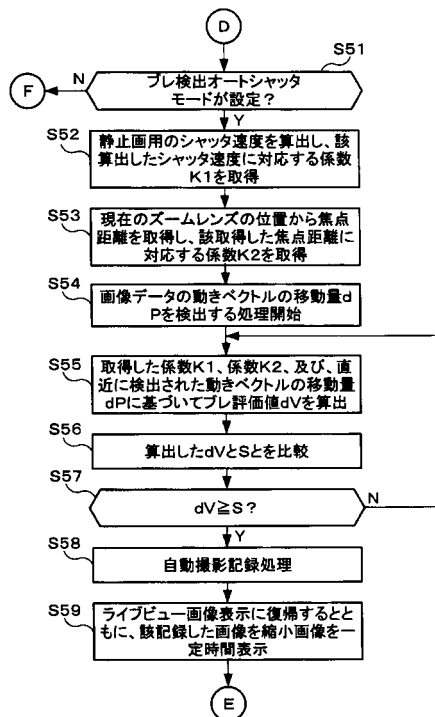 D
S51
F
N
ブレ検出オートシャッタ
モードが設定?
Y
S52
静止画用のシャッタ速度を算出し、該
算出したシャッタ速度に対応する係数
K1を取得
S53
現在のズームレンズの位置から焦点
距離を取得し、該取得した焦点距離に
対応する係数K2を取得
S54
画像データの動きベクトルの移動量d
Pを検出する処理開始
S55
取得した係数K1、係数K2、及び、直
近に検出された動きベクトルの移動量
dPに基づいてブレ評価値dVを算出
S56
算出したdVとSとを比較
S57
dV≧S?
N
Y
S58
自動撮影記録処理
S59
ライブビュー画像表示に復帰するとと
もに、該記録した画像を縮小画像を一
定時間表示
E